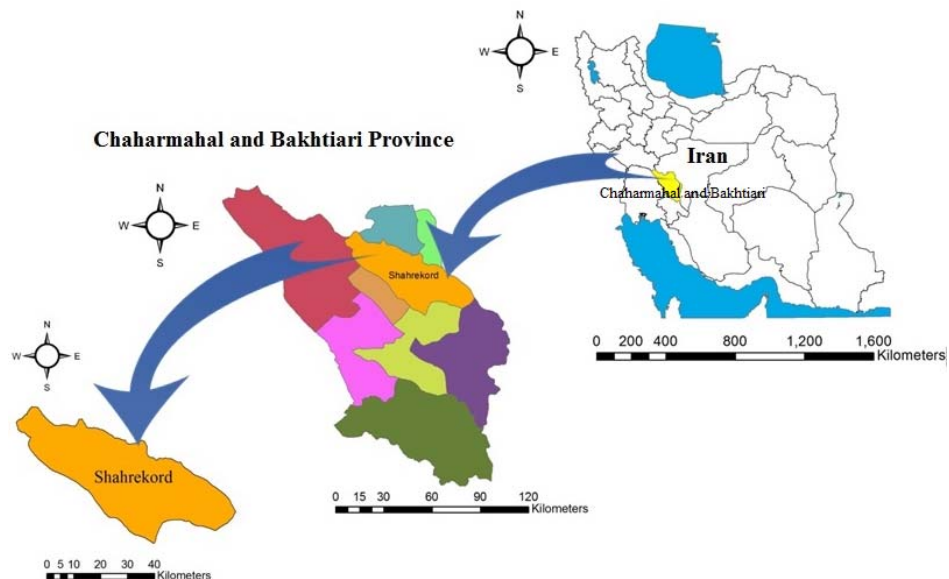 N
W E
S
Iran
Chaharmahal and Bakhtiari
0 200 400 800 1,200 1,600
Kilometers
Chaharmahal and Bakhtiari Province
N
W E
S
Shahrekord
0 15 30 60 90 120
Kilometers
N
W E
S
Shahrekord
0 5 10 20 30 40
Kilometers